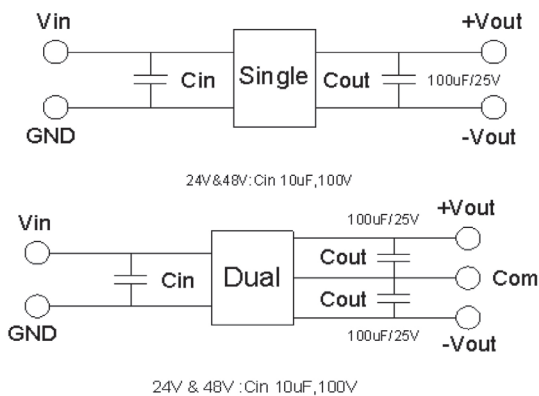 Vin
+Vout
Cin
Single
Cout
100uF/25V
GND
-Vout
24V&48V:Cin 10uF,100V
Vin
100uF/25V
+Vout
Cout
Cin
Dual
Com
Cout
GND
100uF/25V
-Vout
24V & 48V :Cin 10uF,100V